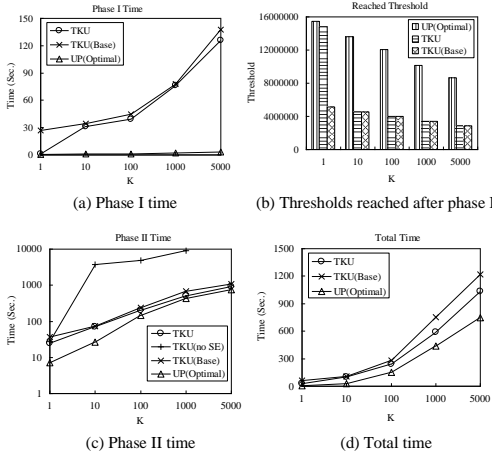 Phase I Time
150
120
90
60
30
0
Time (Sec.)
TKU
TKU(Base)
UP(Optimal)
1 10 100 1000 5000
K
(a) Phase I time
Reached Threshold
16000000
12000000
8000000
4000000
0
Threshold
UP(Optimal)
TKU
TKU(Base)
1 10 100 1000 5000
K
(b) Thresholds reached after phase I
Phase II Time
10000
1000
100
10
1
Time (Sec.)
TKU
TKU(no SE)
TKU(Base)
UP(Optimal)
1 10 100 1000 5000
K
(c) Phase II time
Total Time
1500
1200
900
600
300
0
Time (Sec.)
TKU
TKU(Base)
UP(Optimal)
1 10 100 1000 5000
K
(d) Total time